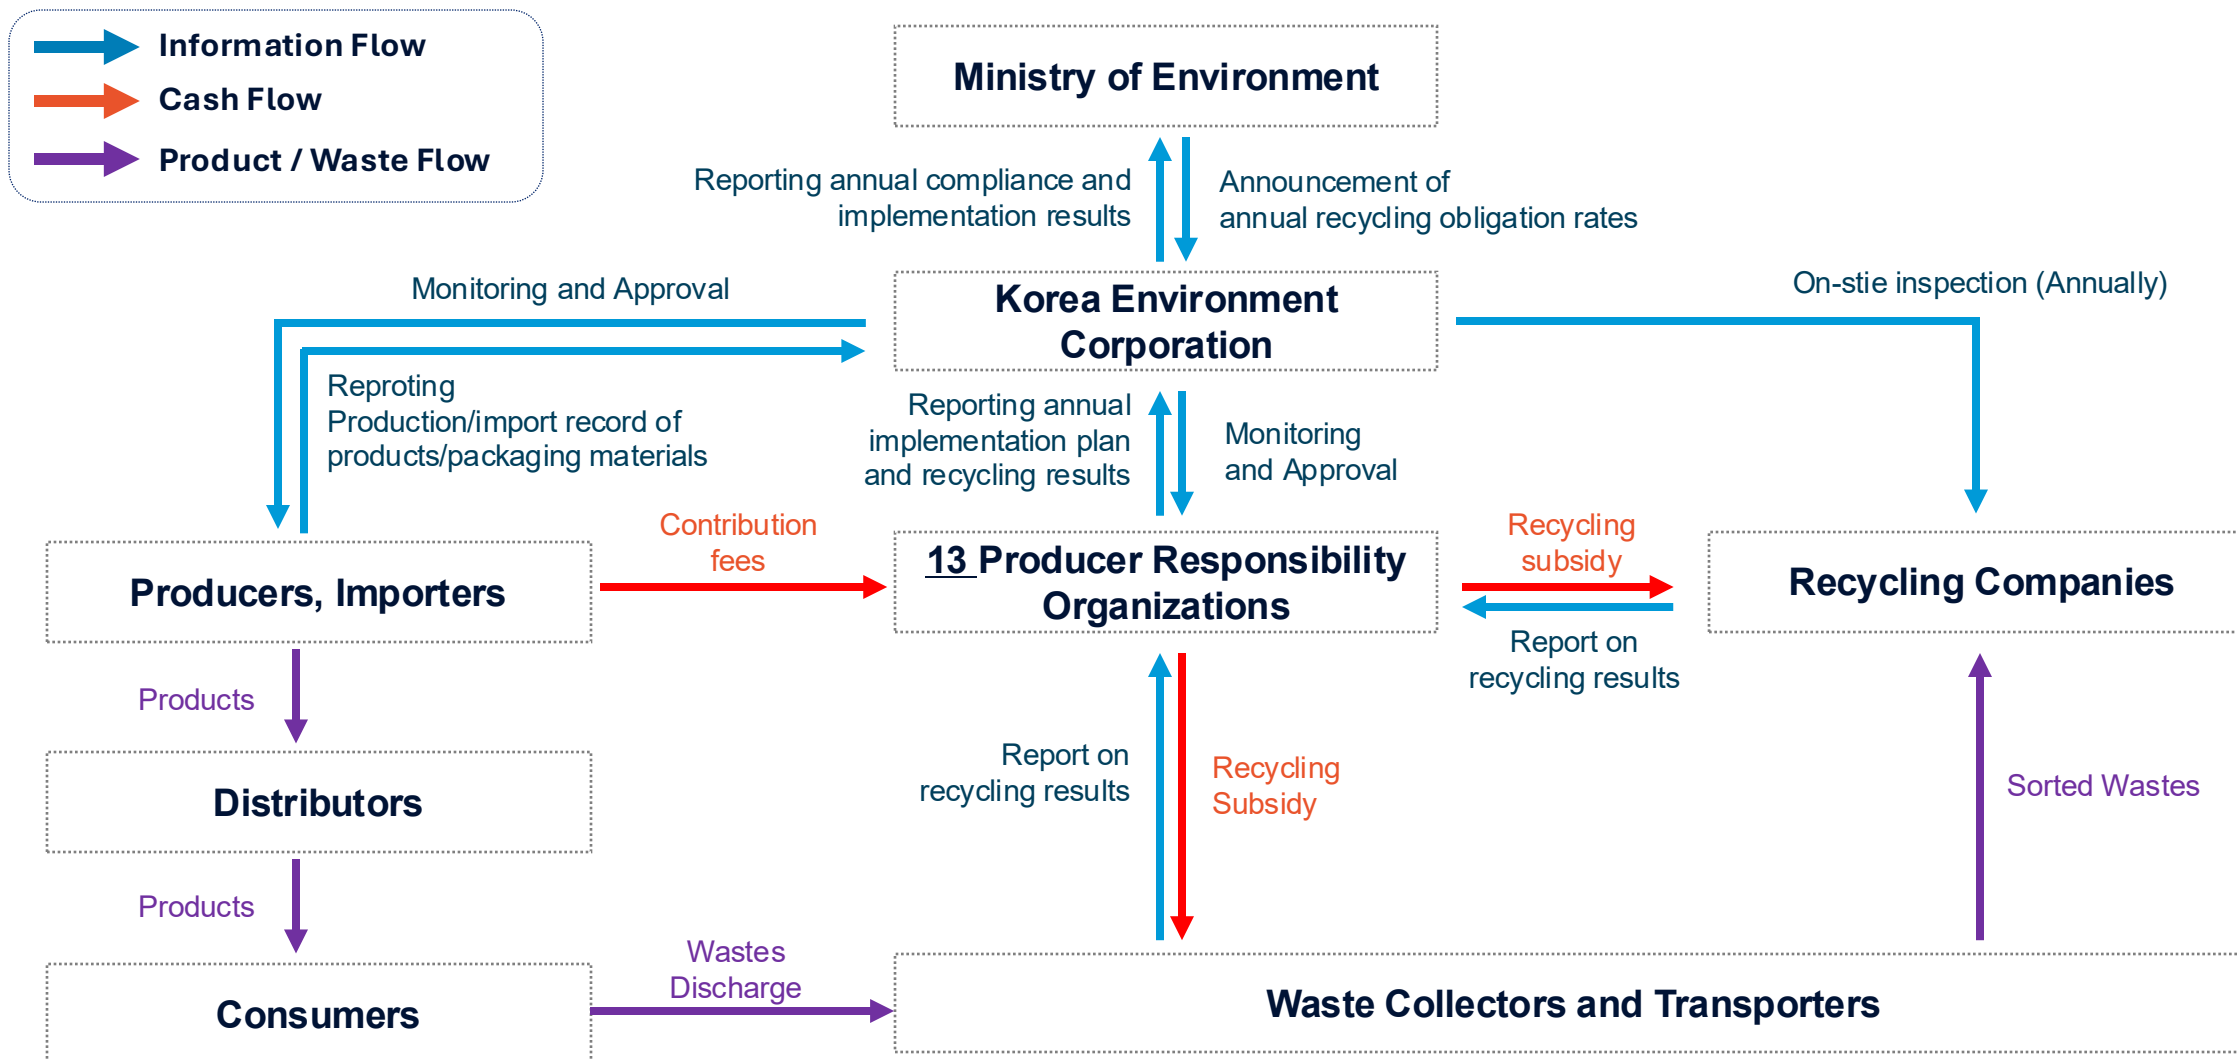 Information Flow
Cash Flow
Product / Waste Flow
Ministry of Environment
Reporting annual compliance and
implementation results
Announcement of
annual recycling obligation rates
Monitoring and Approval
Korea Environment
Corporation
On-stie inspection (Annually)
Reproting
Production/import record of
products/packaging materials
Reporting annual
implementation plan
and recycling results
Monitoring
and Approval
Contribution
fees
Recycling
subsidy
Producers, Importers
13 Producer Responsibility
Organizations
Recycling Companies
Report on
recycling results
Products
Distributors
Report on
recycling results
Recycling
Subsidy
Sorted Wastes
Products
Wastes
Discharge
Consumers
Waste Collectors and Transporters